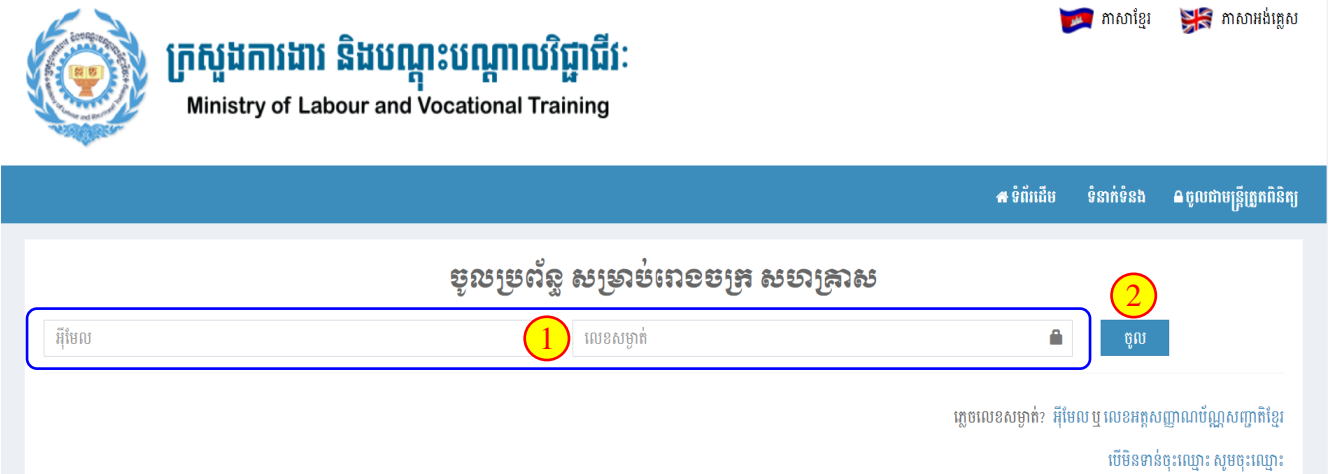 ភាសាខ្មែរ ភាសាអង់គ្លេស
ក្រសួងការងារ និងបណ្តុះបណ្តាលវិជ្ជាជីវៈ
Ministry of Labour and Vocational Training
ទំព័រដើម ទំនាក់ទំនង ចូលជាមន្ត្រីត្រួតពិនិត្យ
ចូលប្រព័ន្ធ សម្រាប់រោងចក្រ សហគ្រាស
2
អ៊ីមែល 1 លេខសម្ងាត់ ចូល
ភ្លេចលេខសម្ងាត់? អ៊ីមែល ឬ លេខអត្តសញ្ញាណប័ណ្ណសញ្ជាតិខ្មែរ
បើមិនទាន់ចុះឈ្មោះ សូមចុះឈ្មោះ